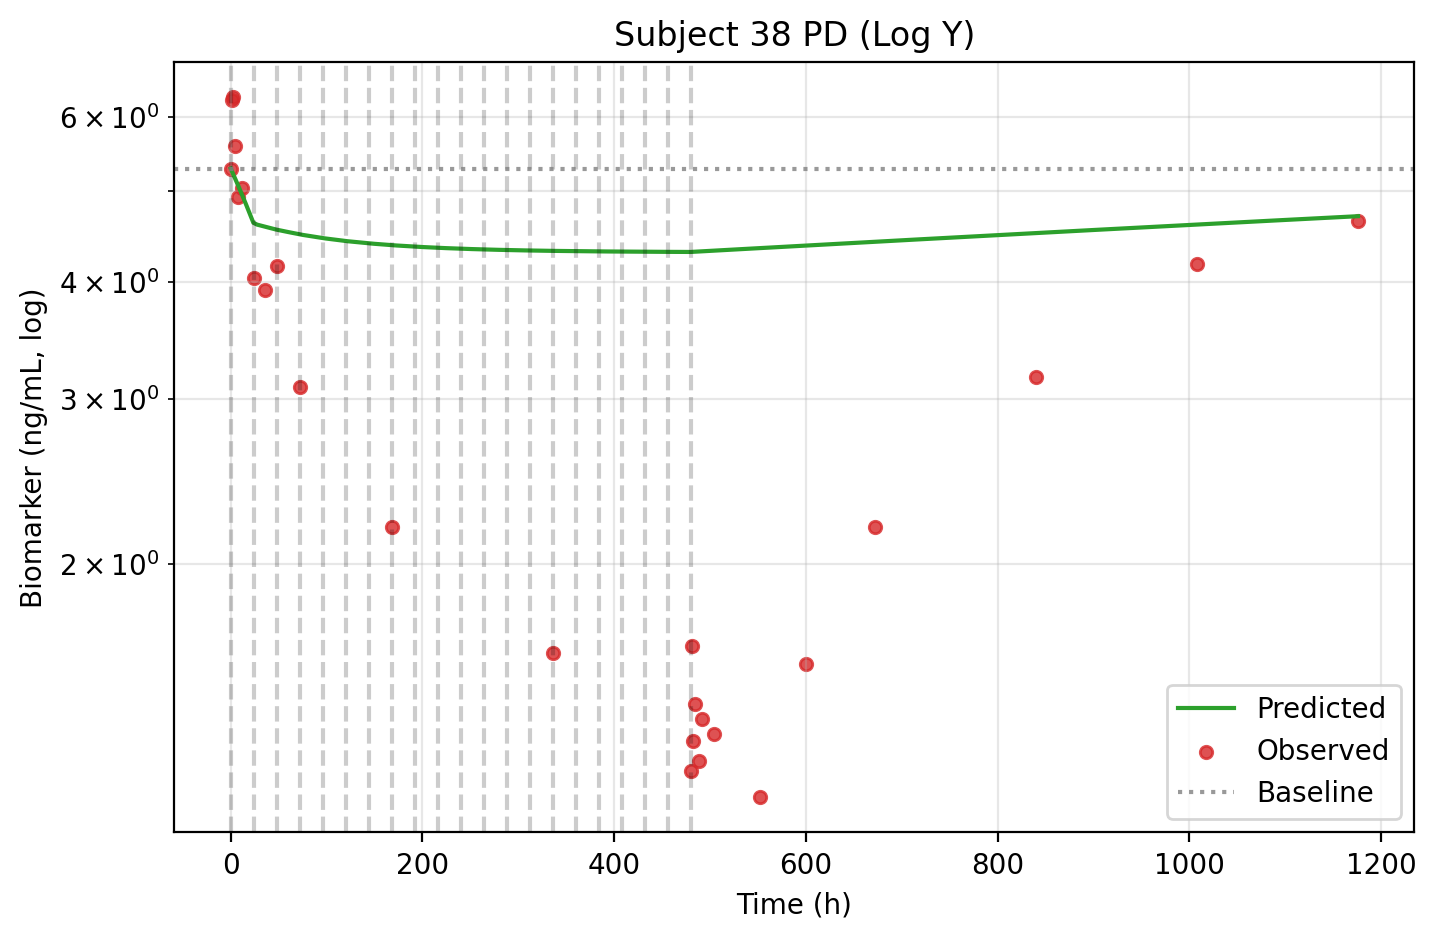 Subject 38 PD (Log Y)
6 × 10⁰
4 × 10⁰
3 × 10⁰
2 × 10⁰
Biomarker (ng/mL, log)
0 200 400 600 800 1000 1200
Time (h)
Predicted
Observed
Baseline